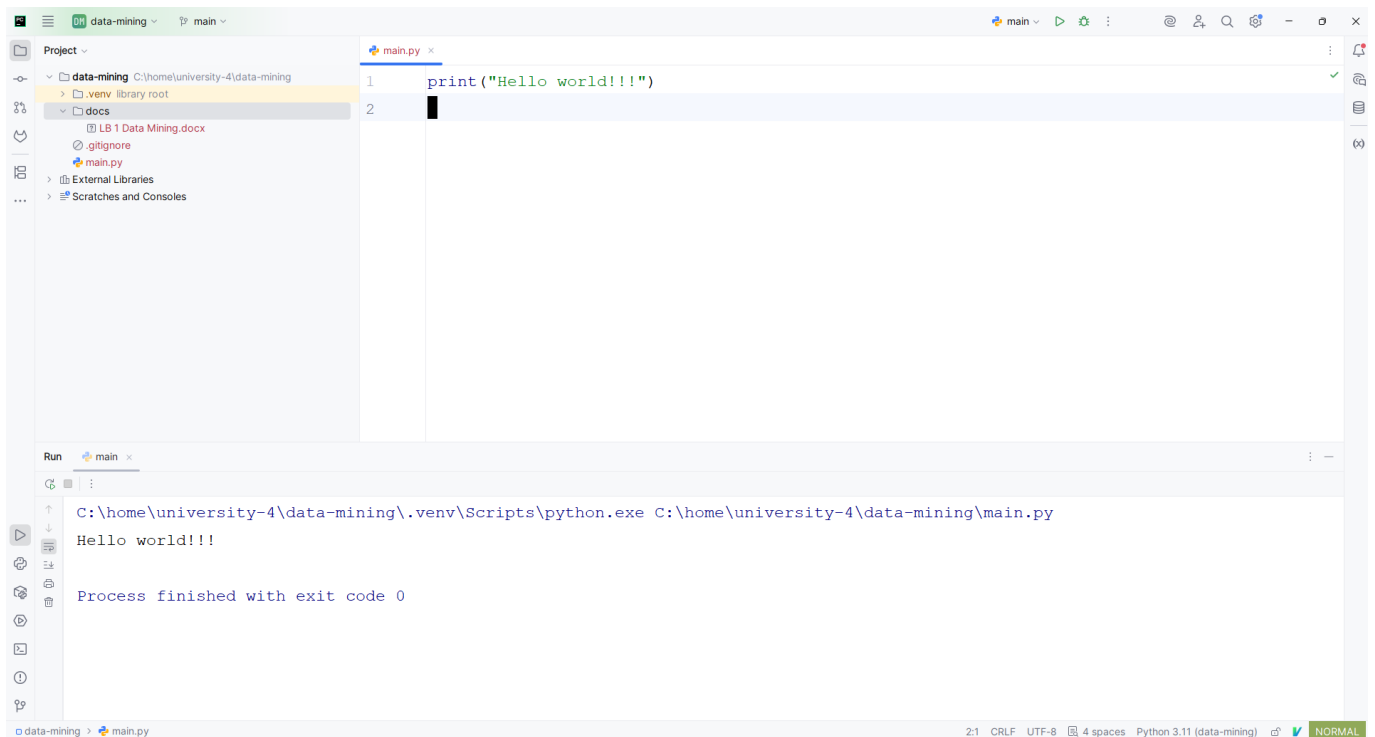 PC DM data-mining main main
Project
main.py
data-mining C:\home\university-4\data-mining
.venv library root
docs
LB 1 Data Mining.docx
.gitignore
main.py
External Libraries
Scratches and Consoles
1 print("Hello world!!!")
2
Run main
C:\home\university-4\data-mining\.venv\Scripts\python.exe C:\home\university-4\data-mining\main.py
Hello world!!!
Process finished with exit code 0
data-mining > main.py 2:1 CRLF UTF-8 4 spaces Python 3.11 (data-mining) NORMAL